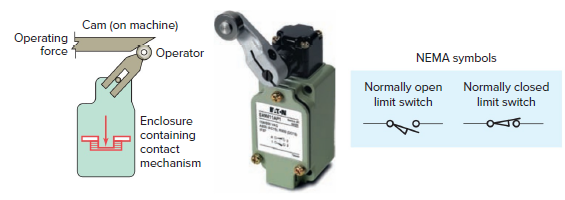 Cam (on machine)
Operating
force
Operator
Enclosure
containing
contact
mechanism
NEMA symbols
Normally open
limit switch
Normally closed
limit switch